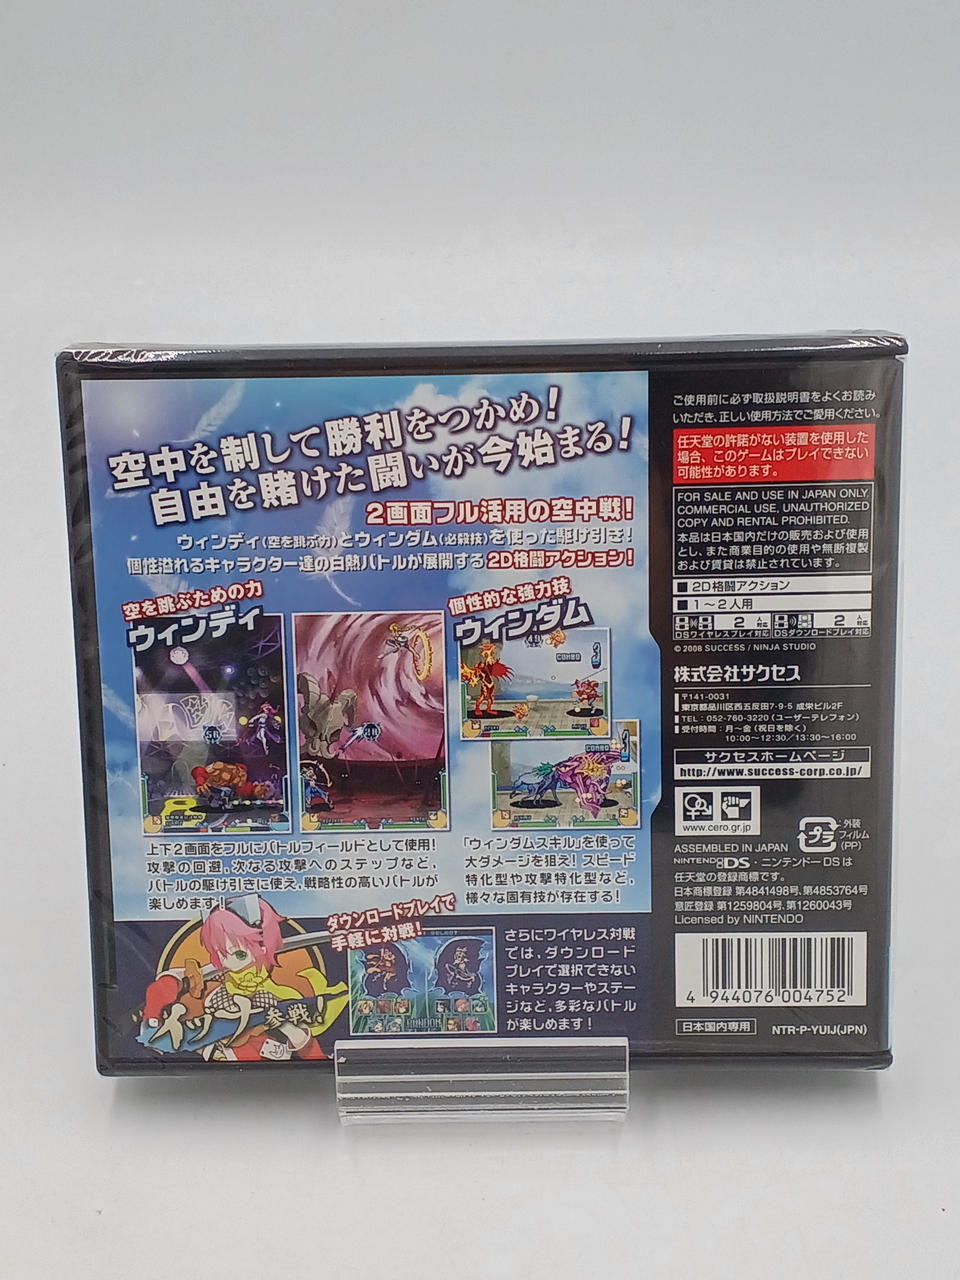 空中を制して勝利をつかめ!
自由を賭けた闘いが今始まる!
2画面フル活用の空中戦!
ウィンディ(空を跳ぶ力)とウィンダム(必殺技)を使った駆け引き!
個性溢れるキャラクター達の白熱バトルが展開する2D格闘アクション!
空を跳ぶための力
ウィンディ
個性的な強力技
ウィンダム
上下2画面をフルにバトルフィールドとして使用!
攻撃の回避、次なる攻撃へのステップなど、
バトルの駆け引きに使え、戦略性の高いバトルが
楽しめます!
「ウィンダムスキル」を使って
大ダメージを狙え! スピード
特化型や攻撃特化型など、
様々な固有技が存在する!
イヅナ参戦!
ダウンロードプレイで
手軽に対戦!
RANDOM
さらにワイヤレス対戦
では、ダウンロード
プレイで選択できない
キャラクターやステー
ジなど、多彩なバトル
が楽しめます!
ご使用前に必ず取扱説明書をよくお読み
いただき、正しい使用方法でご愛用ください。
任天堂の許諾がない装置を使用した
場合、このゲームはプレイできない
可能性があります。
FOR SALE AND USE IN JAPAN ONLY.
COMMERCIAL USE, UNAUTHORIZED
COPY AND RENTAL PROHIBITED.
本品は日本国内だけの販売および使用
とし、また商業目的の使用や無断複製
および賃貸は禁止されています。
2D格闘アクション
1〜2人用
2人
DSワイヤレスプレイ対応
2人
DSダウンロードプレイ対応
© 2008 SUCCESS / NINJA STUDIO
株式会社サクセス
〒141-0031
東京都品川区西五反田7-9-5 成栄ビル2F
TEL:052-760-3220(ユーザーテレフォン)
受付時間:月〜金(祝日を除く)
10:00〜12:30/13:30〜16:00
サクセスホームページ
http://www.success-corp.co.jp/
www.cero.gr.jp
プラ
:外装
フィルム
(PP)
ASSEMBLED IN JAPAN
NINTENDO DS・ニンテンドーDSは
任天堂の登録商標です。
日本商標登録 第4841498号、第4853764号
意匠登録 第1259804号、第1260043号
Licensed by NINTENDO
4 944076 004752
日本国内専用
NTR-P-YUIJ(JPN)